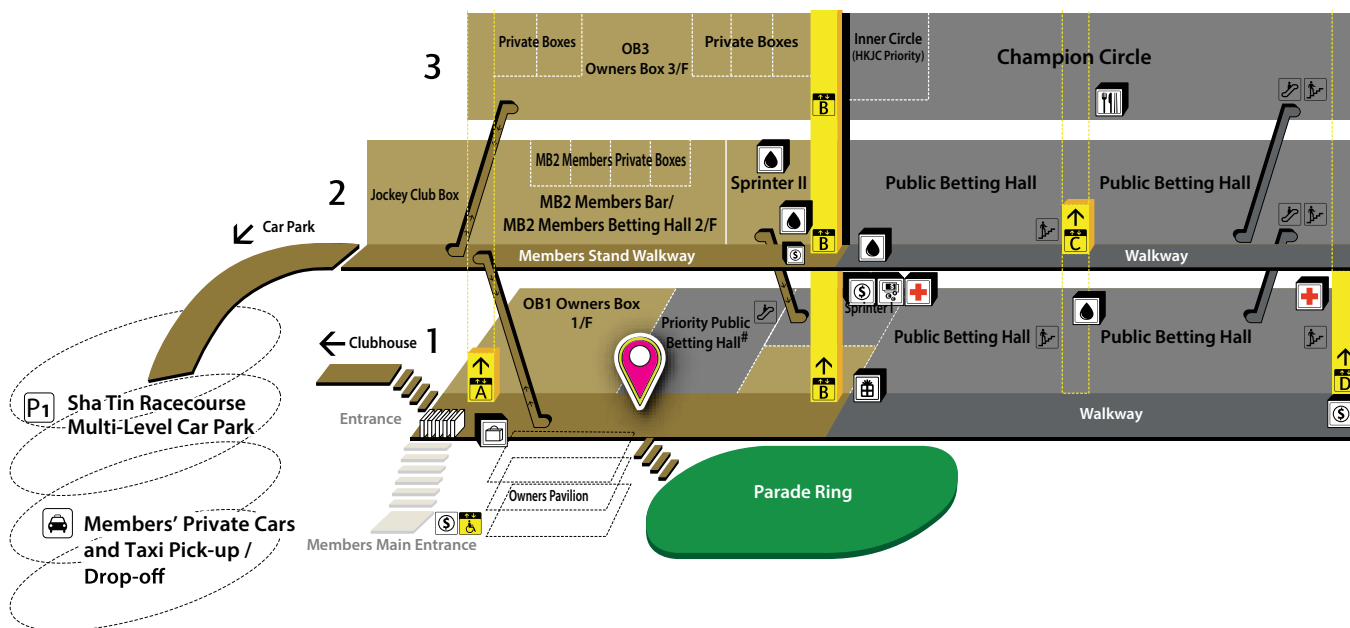 3
Private Boxes
OB3
Owners Box 3/F
Private Boxes
Inner Circle
(HKJC Priority)
Champion Circle
B
2
Jockey Club Box
MB2 Members Private Boxes
MB2 Members Bar/
MB2 Members Betting Hall 2/F
Sprinter II
Public Betting Hall
Public Betting Hall
B
C
$
Car Park
Members Stand Walkway
Walkway
1
Clubhouse
OB1 Owners Box
1/F
Priority Public
Betting Hall#
$
$
Sprinter I
Public Betting Hall
Public Betting Hall
A
B
D
$
Entrance
Walkway
P1
Sha Tin Racecourse
Multi-Level Car Park
Owners Pavilion
Parade Ring
$
Members Main Entrance
Members' Private Cars
and Taxi Pick-up /
Drop-off